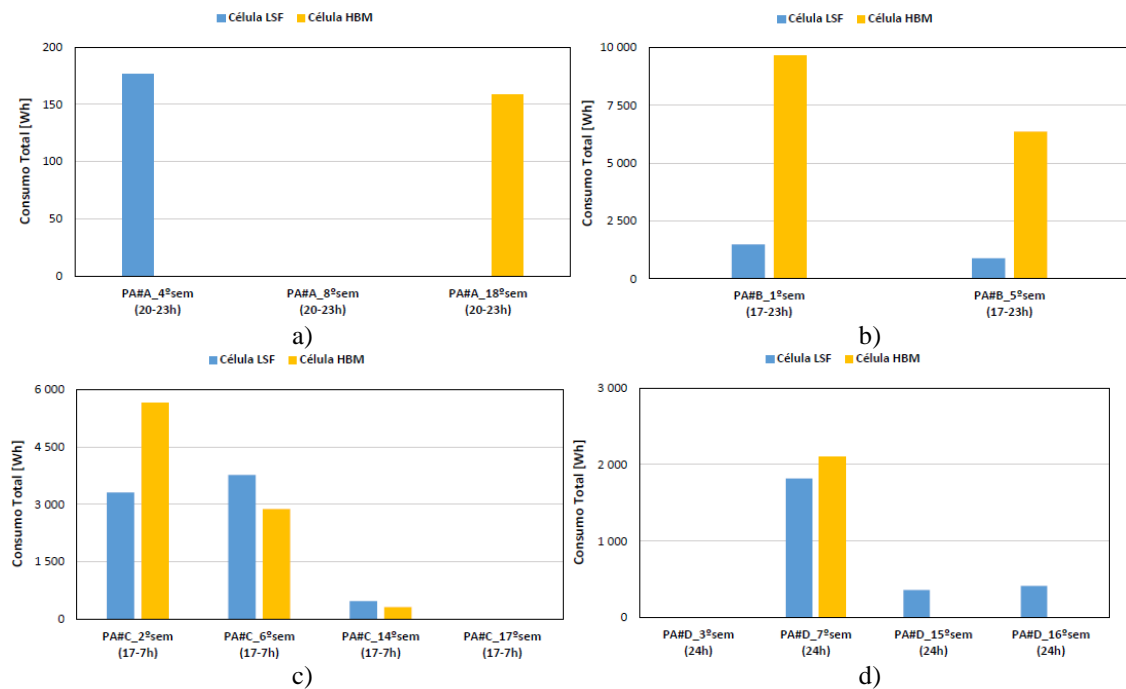 Célula LSF Célula HBM
Consumo Total [Wh]
200
150
100
50
0
PA#A_4ºsem PA#A_8ºsem PA#A_18ºsem
(20-23h) (20-23h) (20-23h)
a)
Célula LSF Célula HBM
Consumo Total [Wh]
10 000
7 500
5 000
2 500
0
PA#B_1ºsem PA#B_5ºsem
(17-23h) (17-23h)
b)
Célula LSF Célula HBM
Consumo Total [Wh]
6 000
4 500
3 000
1 500
0
PA#C_2ºsem PA#C_6ºsem PA#C_14ºsem PA#C_17ºsem
(17-7h) (17-7h) (17-7h) (17-7h)
c)
Célula LSF Célula HBM
Consumo Total [Wh]
3 000
2 000
1 000
0
PA#D_3ºsem PA#D_7ºsem PA#D_15ºsem PA#D_16ºsem
(24h) (24h) (24h) (24h)
d)